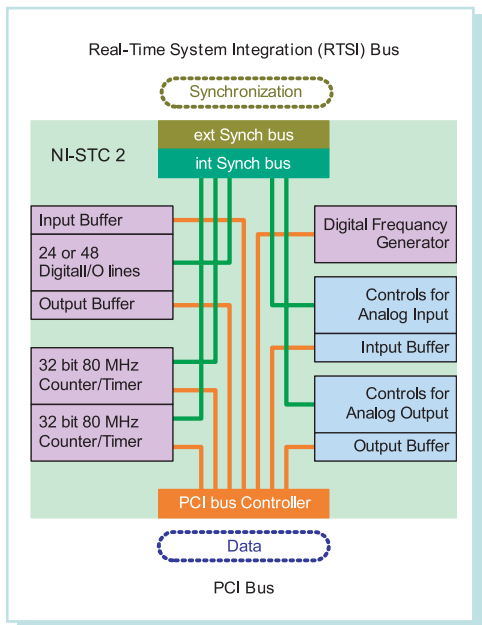 Real-Time System Integration (RTSI) Bus
Synchronization
ext Synch bus
int Synch bus
NI-STC 2
Input Buffer
24 or 48
Digitall/O lines
Output Buffer
32 bit 80 MHz
Counter/Timer
32 bit 80 MHz
Counter/Timer
Digital Frequancy
Generator
Controls for
Analog Input
Intput Buffer
Controls for
Analog Output
Output Buffer
PCI bus Controller
Data
PCI Bus